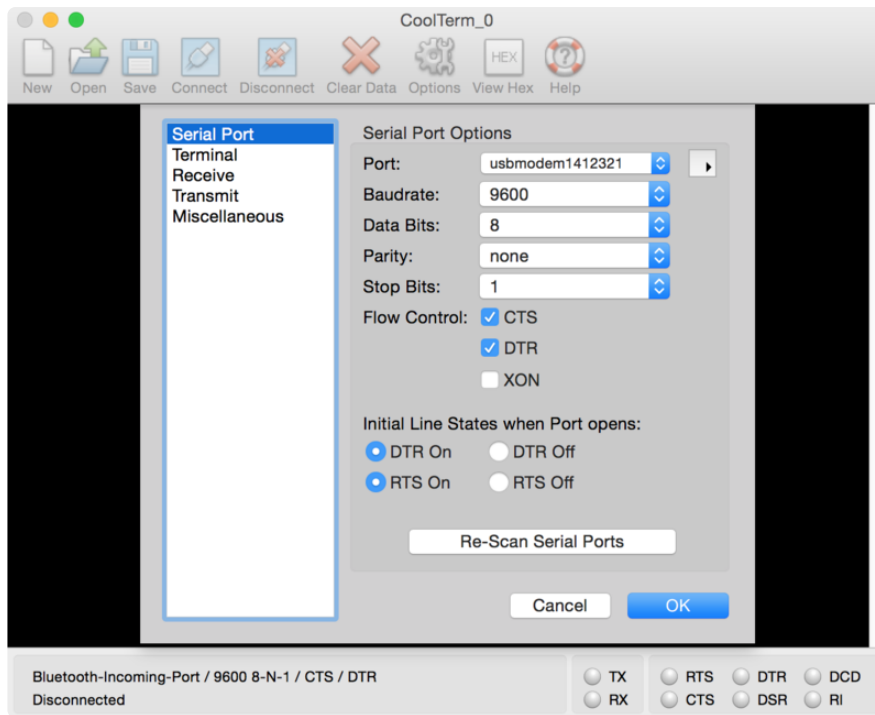 CoolTerm_0
New Open Save Connect Disconnect Clear Data Options View Hex Help
HEX
Serial Port
Terminal
Receive
Transmit
Miscellaneous
Serial Port Options
Port: usbmodem1412321
Baudrate: 9600
Data Bits: 8
Parity: none
Stop Bits: 1
Flow Control: CTS
DTR
XON
Initial Line States when Port opens:
DTR On DTR Off
RTS On RTS Off
Re-Scan Serial Ports
Cancel OK
Bluetooth-Incoming-Port / 9600 8-N-1 / CTS / DTR
Disconnected
TX RTS DTR DCD
RX CTS DSR RI